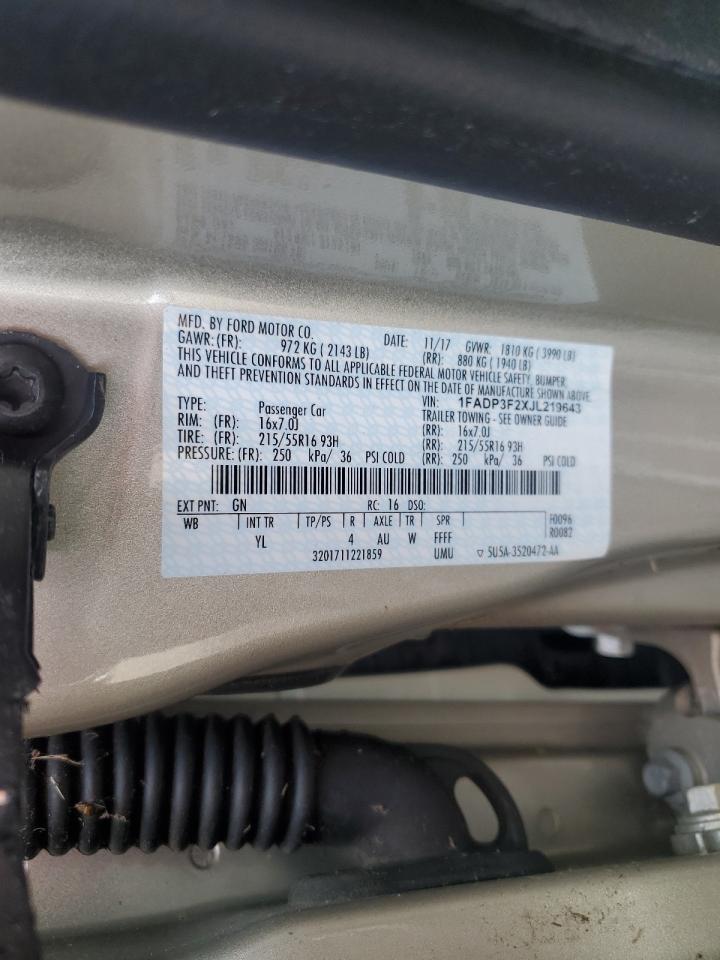 MFD. BY FORD MOTOR CO. DATE: 11/17 GVWR: 1810 KG ( 3990 LB)
GAWR: (FR): 972 KG ( 2143 LB) (RR): 880 KG ( 1940 LB)
THIS VEHICLE CONFORMS TO ALL APPLICABLE FEDERAL MOTOR VEHICLE SAFETY, BUMPER,
AND THEFT PREVENTION STANDARDS IN EFFECT ON THE DATE OF MANUFACTURE SHOWN ABOVE.
VIN: 1FADP3F2XJL219643
TYPE: Passenger Car TRAILER TOWING - SEE OWNER GUIDE
RIM: (FR): 16x7.0J (RR): 16x7.0J
TIRE: (FR): 215/55R16 93H (RR): 215/55R16 93H
PRESSURE: (FR): 250 kPa/ 36 PSI COLD (RR): 250 kPa/ 36 PSI COLD
EXT PNT: GN RC: 16 DSO:
WB INT TR TP/PS R AXLE TR SPR F0096
YL 4 AU W FFFF R0082
3201711221859 UMU ▽ 5U5A-3520472-AA